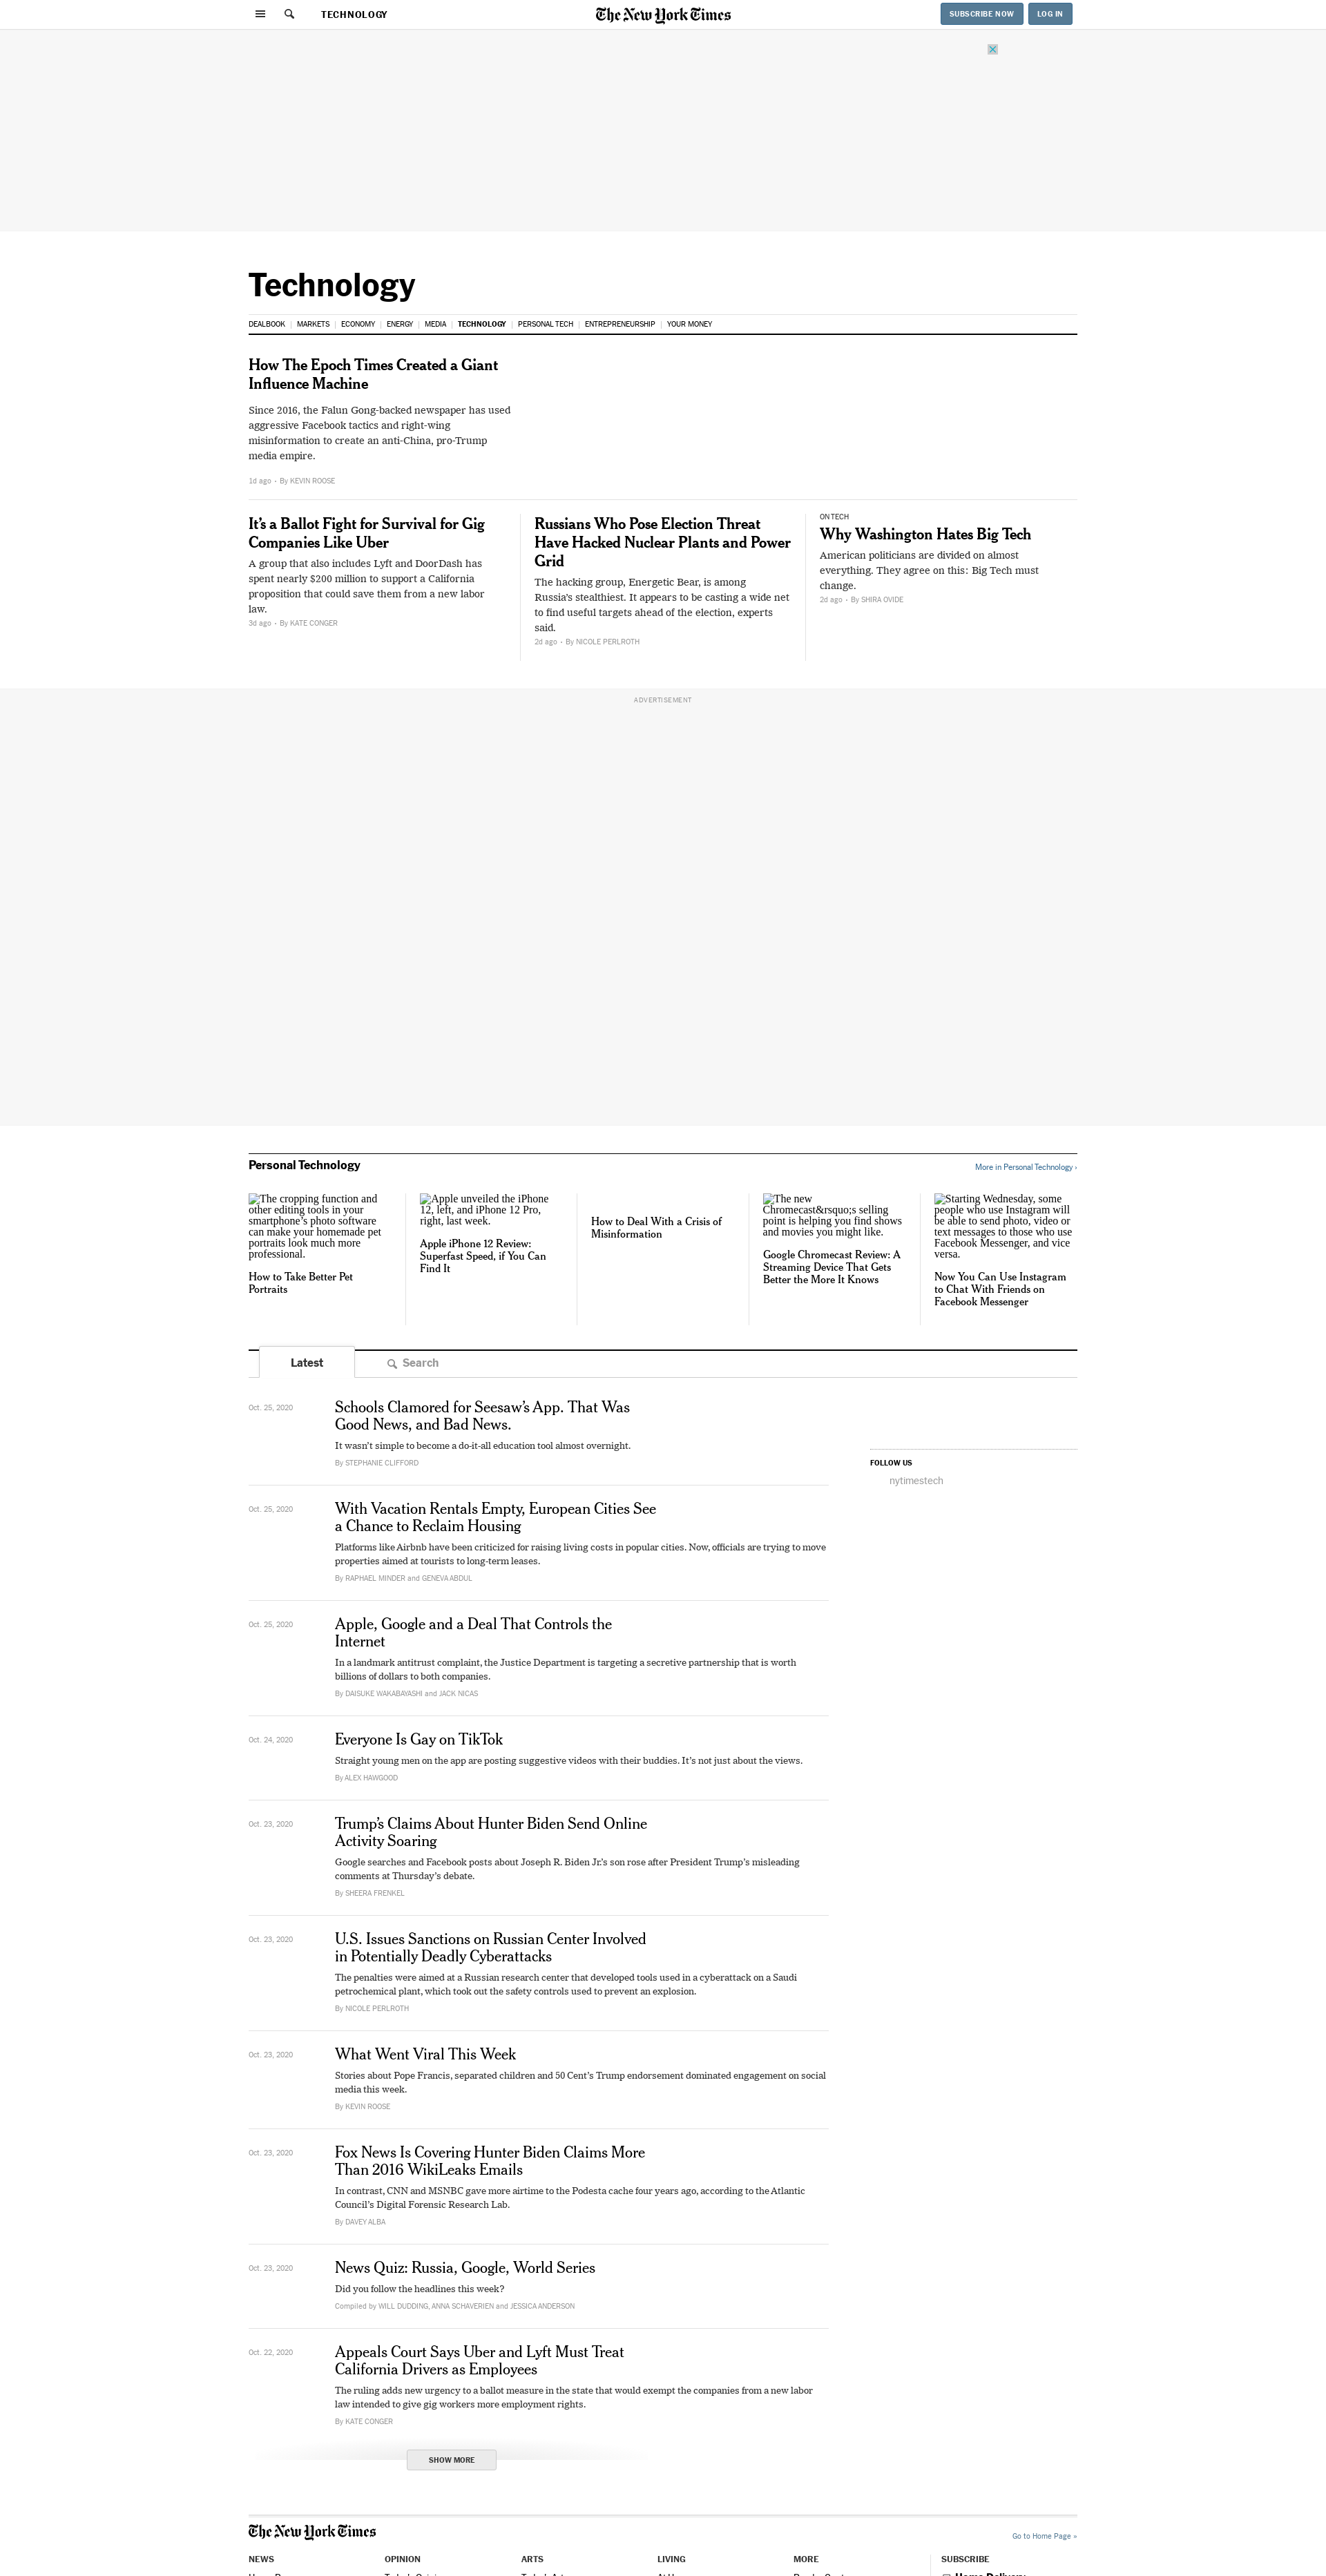 TECHNOLOGY
The New York Times
SUBSCRIBE NOW
LOG IN
Technology
DEALBOOK | MARKETS | ECONOMY | ENERGY | MEDIA | TECHNOLOGY | PERSONAL TECH | ENTREPRENEURSHIP | YOUR MONEY
How The Epoch Times Created a Giant
Influence Machine
Since 2016, the Falun Gong-backed newspaper has used
aggressive Facebook tactics and right-wing
misinformation to create an anti-China, pro-Trump
media empire.
1d ago • By KEVIN ROOSE
It’s a Ballot Fight for Survival for Gig
Companies Like Uber
A group that also includes Lyft and DoorDash has
spent nearly $200 million to support a California
proposition that could save them from a new labor
law.
3d ago • By KATE CONGER
Russians Who Pose Election Threat
Have Hacked Nuclear Plants and Power
Grid
The hacking group, Energetic Bear, is among
Russia’s stealthiest. It appears to be casting a wide net
to find useful targets ahead of the election, experts
said.
2d ago • By NICOLE PERLROTH
ON TECH
Why Washington Hates Big Tech
American politicians are divided on almost
everything. They agree on this: Big Tech must
change.
2d ago • By SHIRA OVIDE
ADVERTISEMENT
Personal Technology
More in Personal Technology ›
The cropping function and
other editing tools in your
smartphone’s photo software
can make your homemade pet
portraits look much more
professional.
How to Take Better Pet
Portraits
Apple unveiled the iPhone
12, left, and iPhone 12 Pro,
right, last week.
Apple iPhone 12 Review:
Superfast Speed, if You Can
Find It
How to Deal With a Crisis of
Misinformation
The new
Chromecast&rsquo;s selling
point is helping you find shows
and movies you might like.
Google Chromecast Review: A
Streaming Device That Gets
Better the More It Knows
Starting Wednesday, some
people who use Instagram will
be able to send photo, video or
text messages to those who use
Facebook Messenger, and vice
versa.
Now You Can Use Instagram
to Chat With Friends on
Facebook Messenger
Latest
Search
Oct. 25, 2020
Schools Clamored for Seesaw’s App. That Was
Good News, and Bad News.
It wasn’t simple to become a do-it-all education tool almost overnight.
By STEPHANIE CLIFFORD
FOLLOW US
nytimestech
Oct. 25, 2020
With Vacation Rentals Empty, European Cities See
a Chance to Reclaim Housing
Platforms like Airbnb have been criticized for raising living costs in popular cities. Now, officials are trying to move
properties aimed at tourists to long-term leases.
By RAPHAEL MINDER and GENEVA ABDUL
Oct. 25, 2020
Apple, Google and a Deal That Controls the
Internet
In a landmark antitrust complaint, the Justice Department is targeting a secretive partnership that is worth
billions of dollars to both companies.
By DAISUKE WAKABAYASHI and JACK NICAS
Oct. 24, 2020
Everyone Is Gay on TikTok
Straight young men on the app are posting suggestive videos with their buddies. It’s not just about the views.
By ALEX HAWGOOD
Oct. 23, 2020
Trump’s Claims About Hunter Biden Send Online
Activity Soaring
Google searches and Facebook posts about Joseph R. Biden Jr.’s son rose after President Trump’s misleading
comments at Thursday’s debate.
By SHEERA FRENKEL
Oct. 23, 2020
U.S. Issues Sanctions on Russian Center Involved
in Potentially Deadly Cyberattacks
The penalties were aimed at a Russian research center that developed tools used in a cyberattack on a Saudi
petrochemical plant, which took out the safety controls used to prevent an explosion.
By NICOLE PERLROTH
Oct. 23, 2020
What Went Viral This Week
Stories about Pope Francis, separated children and 50 Cent’s Trump endorsement dominated engagement on social
media this week.
By KEVIN ROOSE
Oct. 23, 2020
Fox News Is Covering Hunter Biden Claims More
Than 2016 WikiLeaks Emails
In contrast, CNN and MSNBC gave more airtime to the Podesta cache four years ago, according to the Atlantic
Council’s Digital Forensic Research Lab.
By DAVEY ALBA
Oct. 23, 2020
News Quiz: Russia, Google, World Series
Did you follow the headlines this week?
Compiled by WILL DUDDING, ANNA SCHAVERIEN and JESSICA ANDERSON
Oct. 22, 2020
Appeals Court Says Uber and Lyft Must Treat
California Drivers as Employees
The ruling adds new urgency to a ballot measure in the state that would exempt the companies from a new labor
law intended to give gig workers more employment rights.
By KATE CONGER
SHOW MORE
The New York Times
Go to Home Page »
NEWS
OPINION
ARTS
LIVING
MORE
SUBSCRIBE